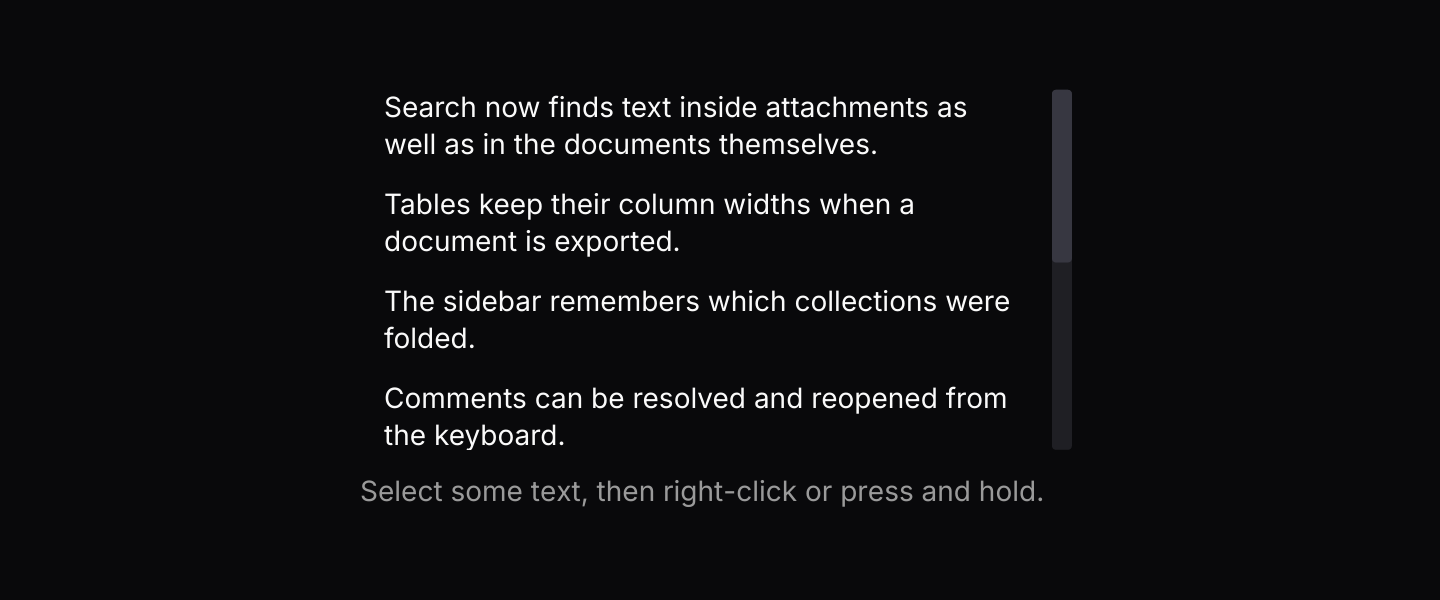 Search now finds text inside attachments as
well as in the documents themselves.
Tables keep their column widths when a
document is exported.
The sidebar remembers which collections were
folded.
Comments can be resolved and reopened from
the keyboard.
Select some text, then right-click or press and hold.